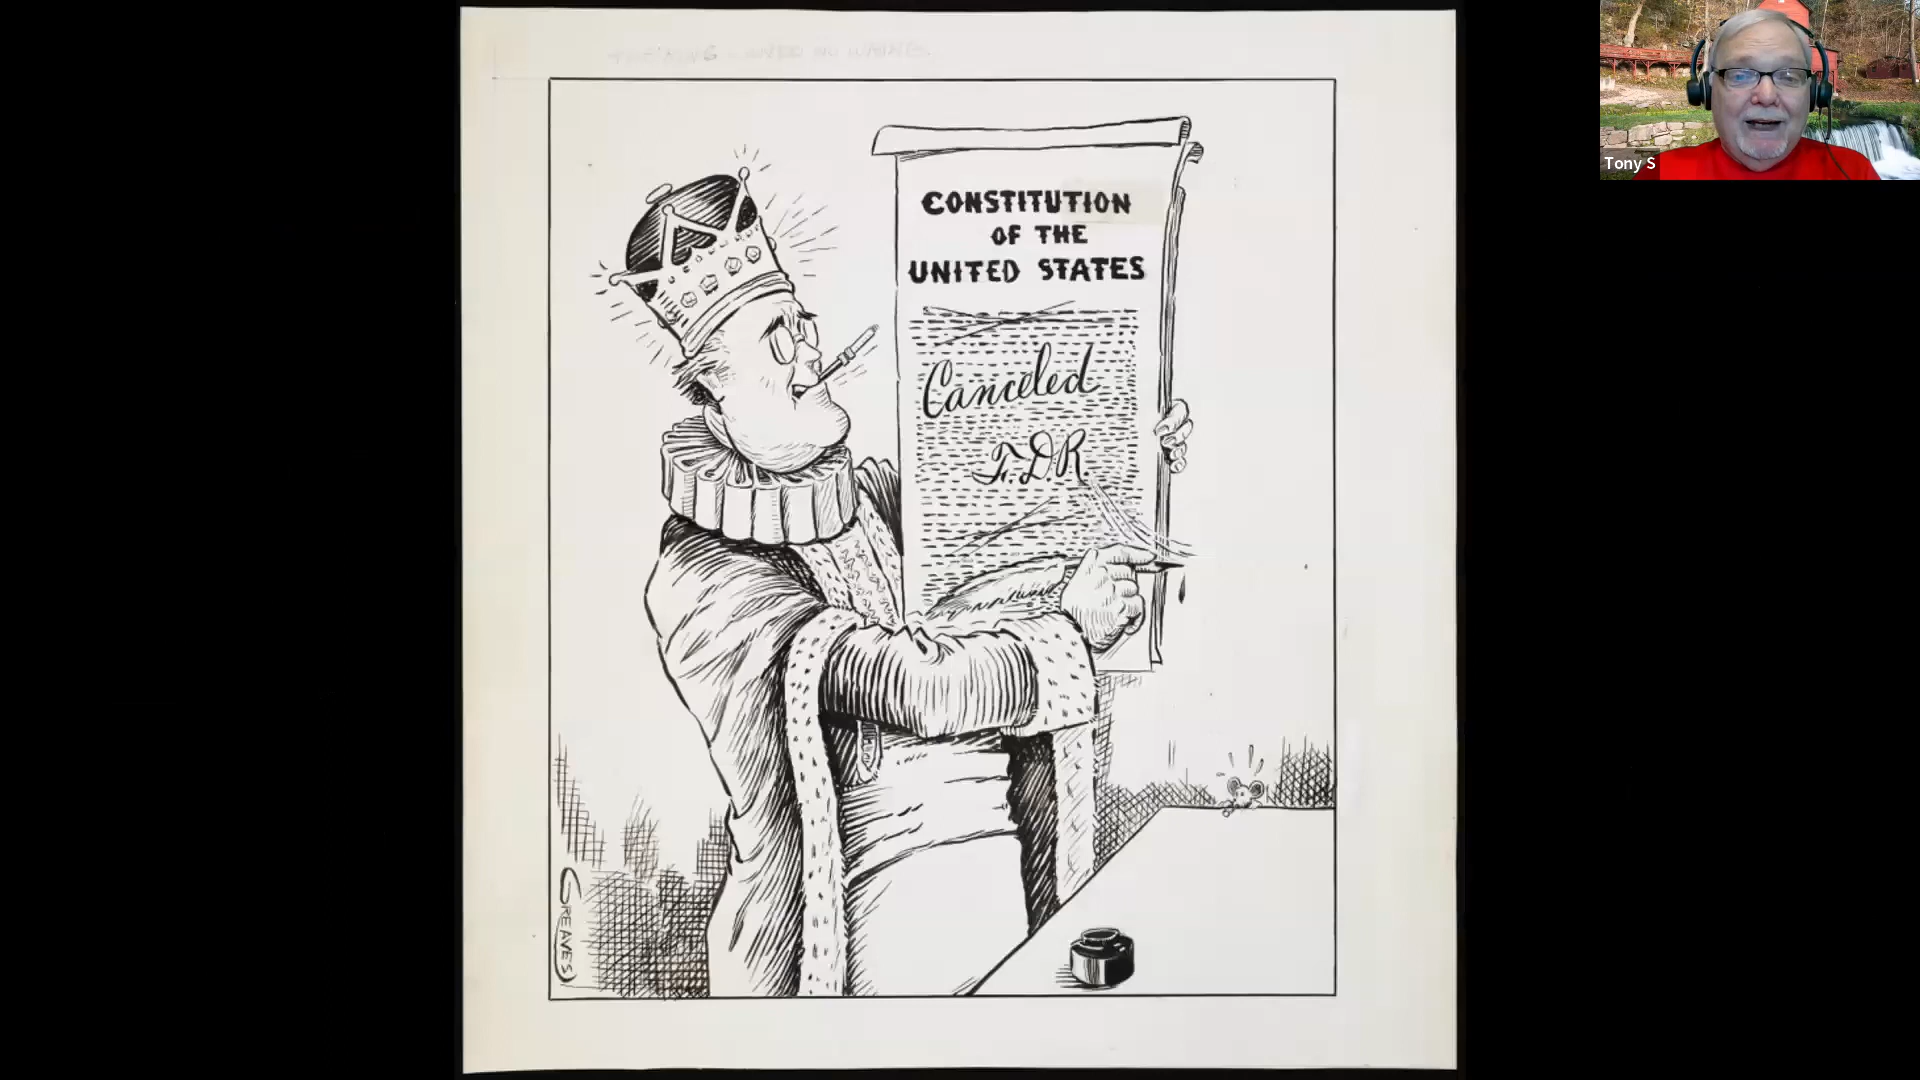 CONSTITUTION
OF THE
UNITED STATES
Canceled
F.D.R.
GREAVES
Tony S